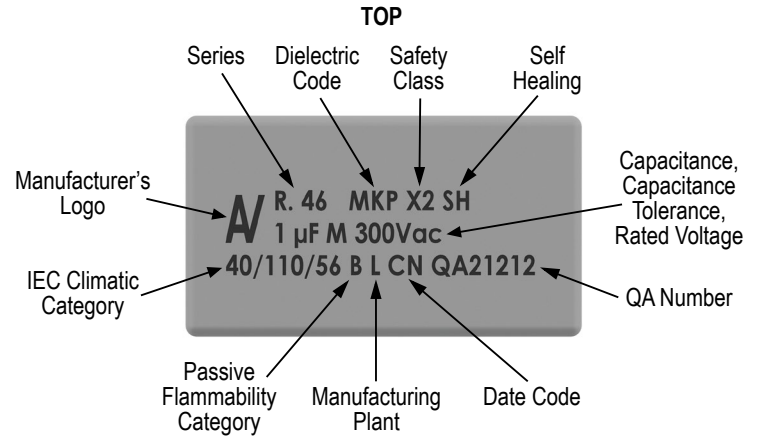 TOP
Series
Dielectric
Code
Safety
Class
Self
Healing
Manufacturer's
Logo
R. 46 MKP X2 SH
1 µF M 300Vac
40/110/56 B L CN QA21212
Capacitance,
Capacitance
Tolerance,
Rated Voltage
IEC Climatic
Category
QA Number
Passive
Flammability
Category
Manufacturing
Plant
Date Code